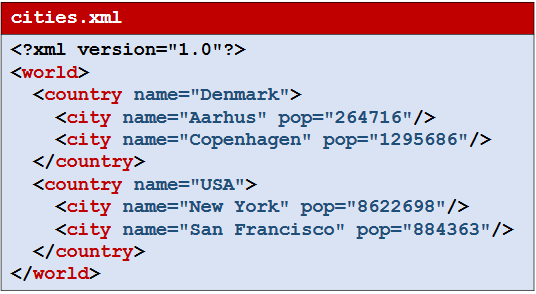 cities.xml
<?xml version="1.0"?>
<world>
  <country name="Denmark">
    <city name="Aarhus" pop="264716"/>
    <city name="Copenhagen" pop="1295686"/>
  </country>
  <country name="USA">
    <city name="New York" pop="8622698"/>
    <city name="San Francisco" pop="884363"/>
  </country>
</world>